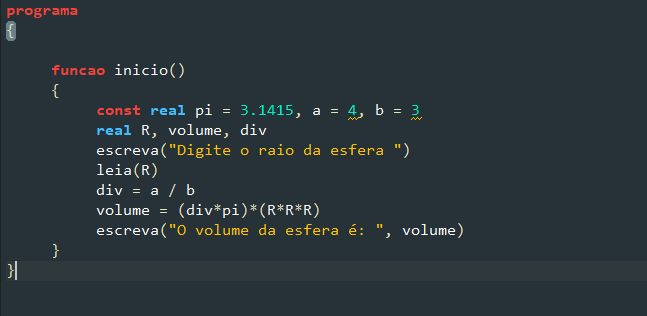 programa
{
funcao inicio()
{
const real pi = 3.1415, a = 4, b = 3
real R, volume, div
escreva("Digite o raio da esfera ")
leia(R)
div = a / b
volume = (div*pi)*(R*R*R)
escreva("O volume da esfera é: ", volume)
}
}